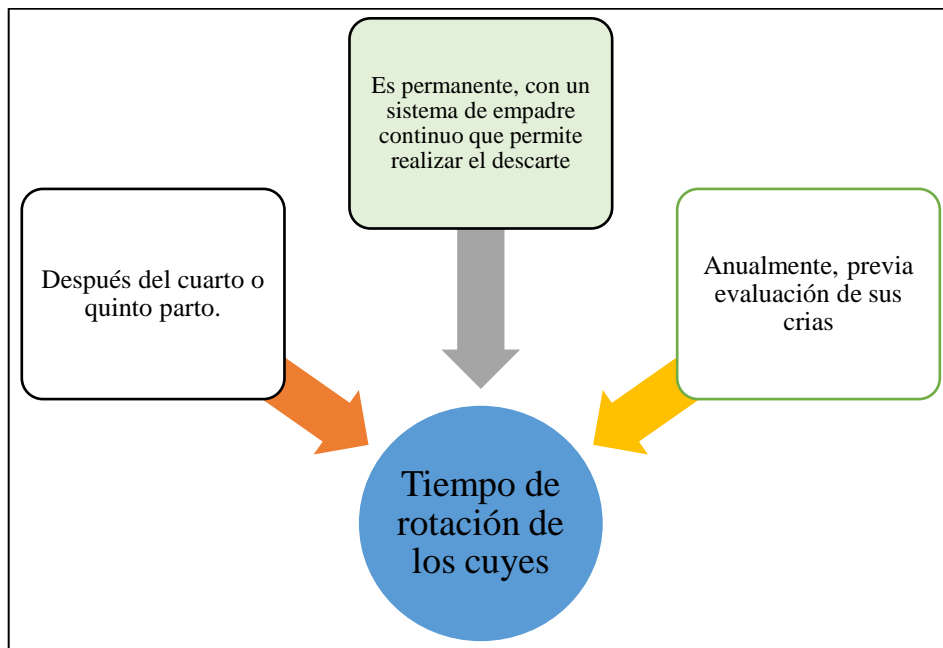 Es permanente, con un
sistema de empadre
continuo que permite
realizar el descarte
Después del cuarto o
quinto parto.
Anualmente, previa
evaluación de sus
crias
Tiempo de
rotación de
los cuyes